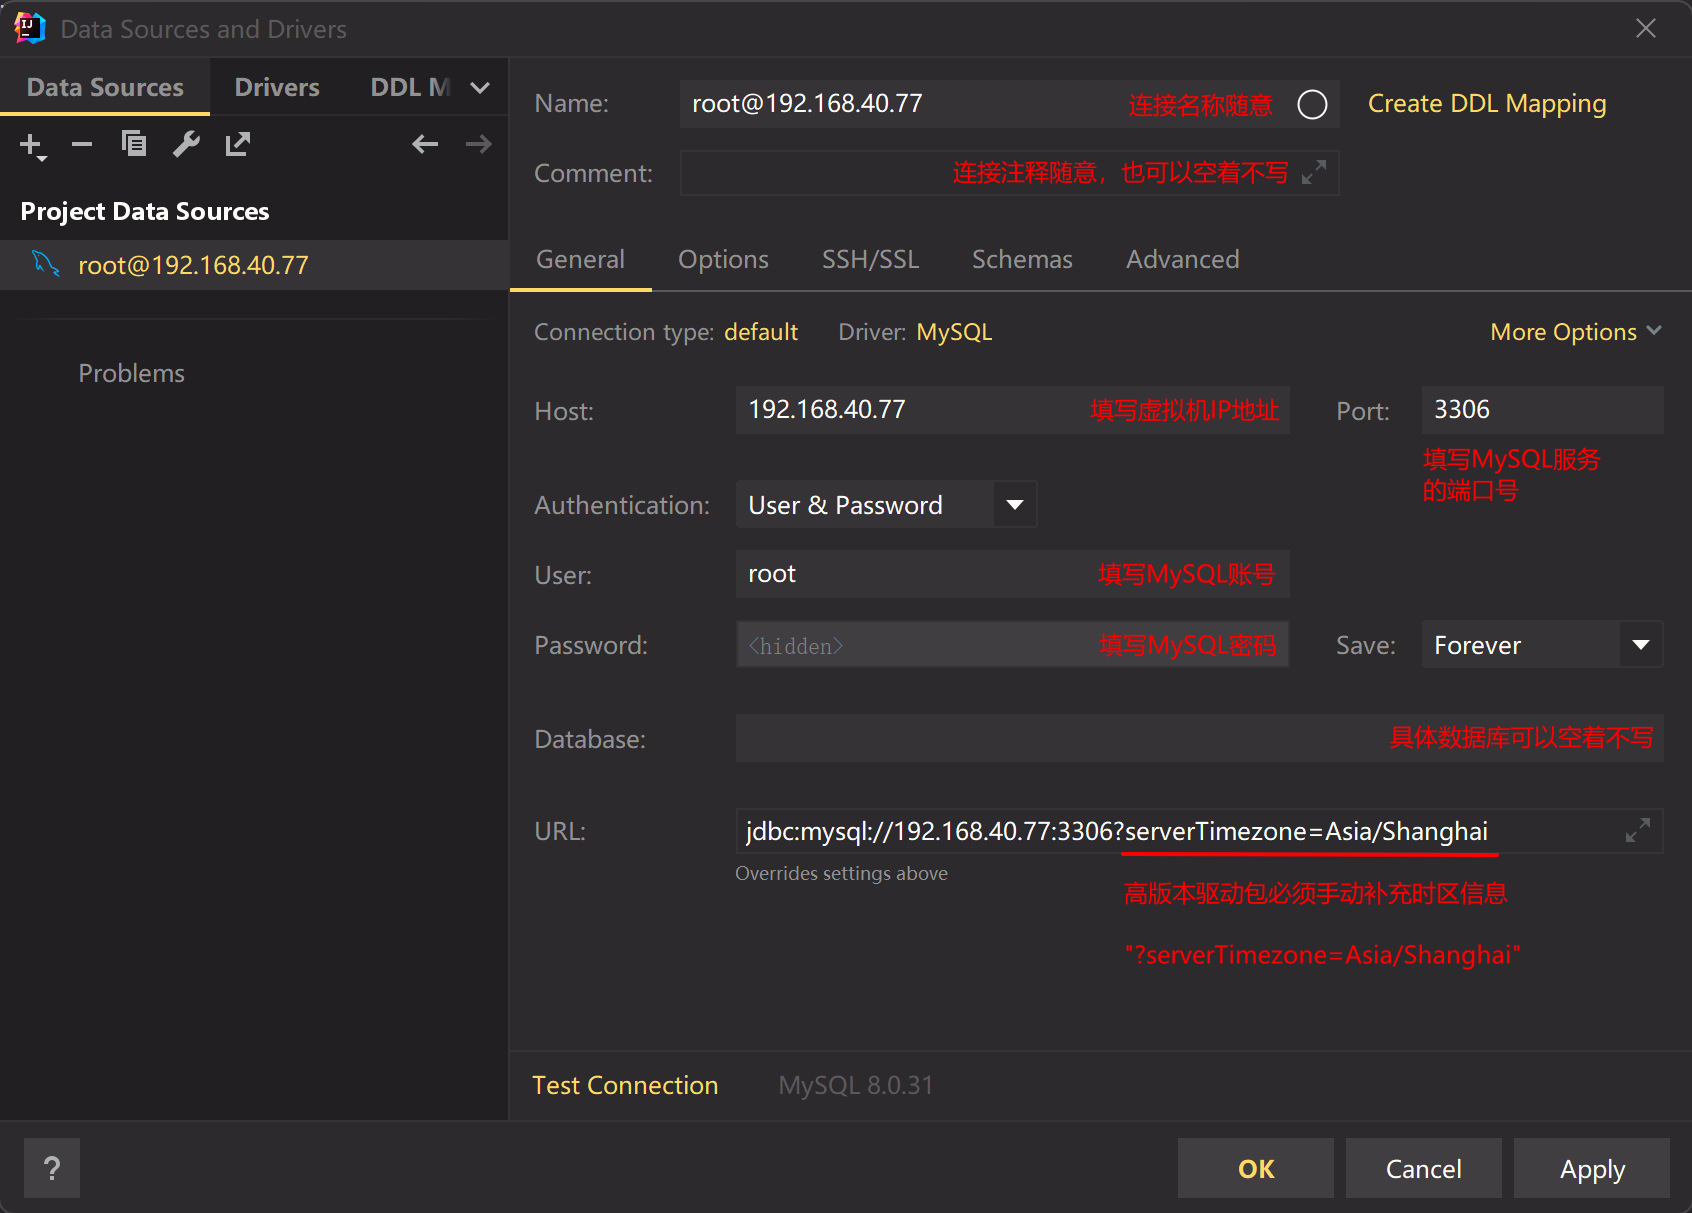 Data Sources and Drivers
Data Sources
Drivers
DDL M
Project Data Sources
root@192.168.40.77
Problems
Name:
root@192.168.40.77
连接名称随意
Create DDL Mapping
Comment:
连接注释随意，也可以空着不写
General
Options
SSH/SSL
Schemas
Advanced
Connection type: default
Driver: MySQL
More Options
Host:
192.168.40.77
填写虚拟机IP地址
Port:
3306
填写MySQL服务
的端口号
Authentication:
User & Password
User:
root
填写MySQL账号
Password:
<hidden>
填写MySQL密码
Save:
Forever
Database:
具体数据库可以空着不写
URL:
jdbc:mysql://192.168.40.77:3306?serverTimezone=Asia/Shanghai
Overrides settings above
高版本驱动包必须手动补充时区信息
"?serverTimezone=Asia/Shanghai"
Test Connection
MySQL 8.0.31
?
OK
Cancel
Apply